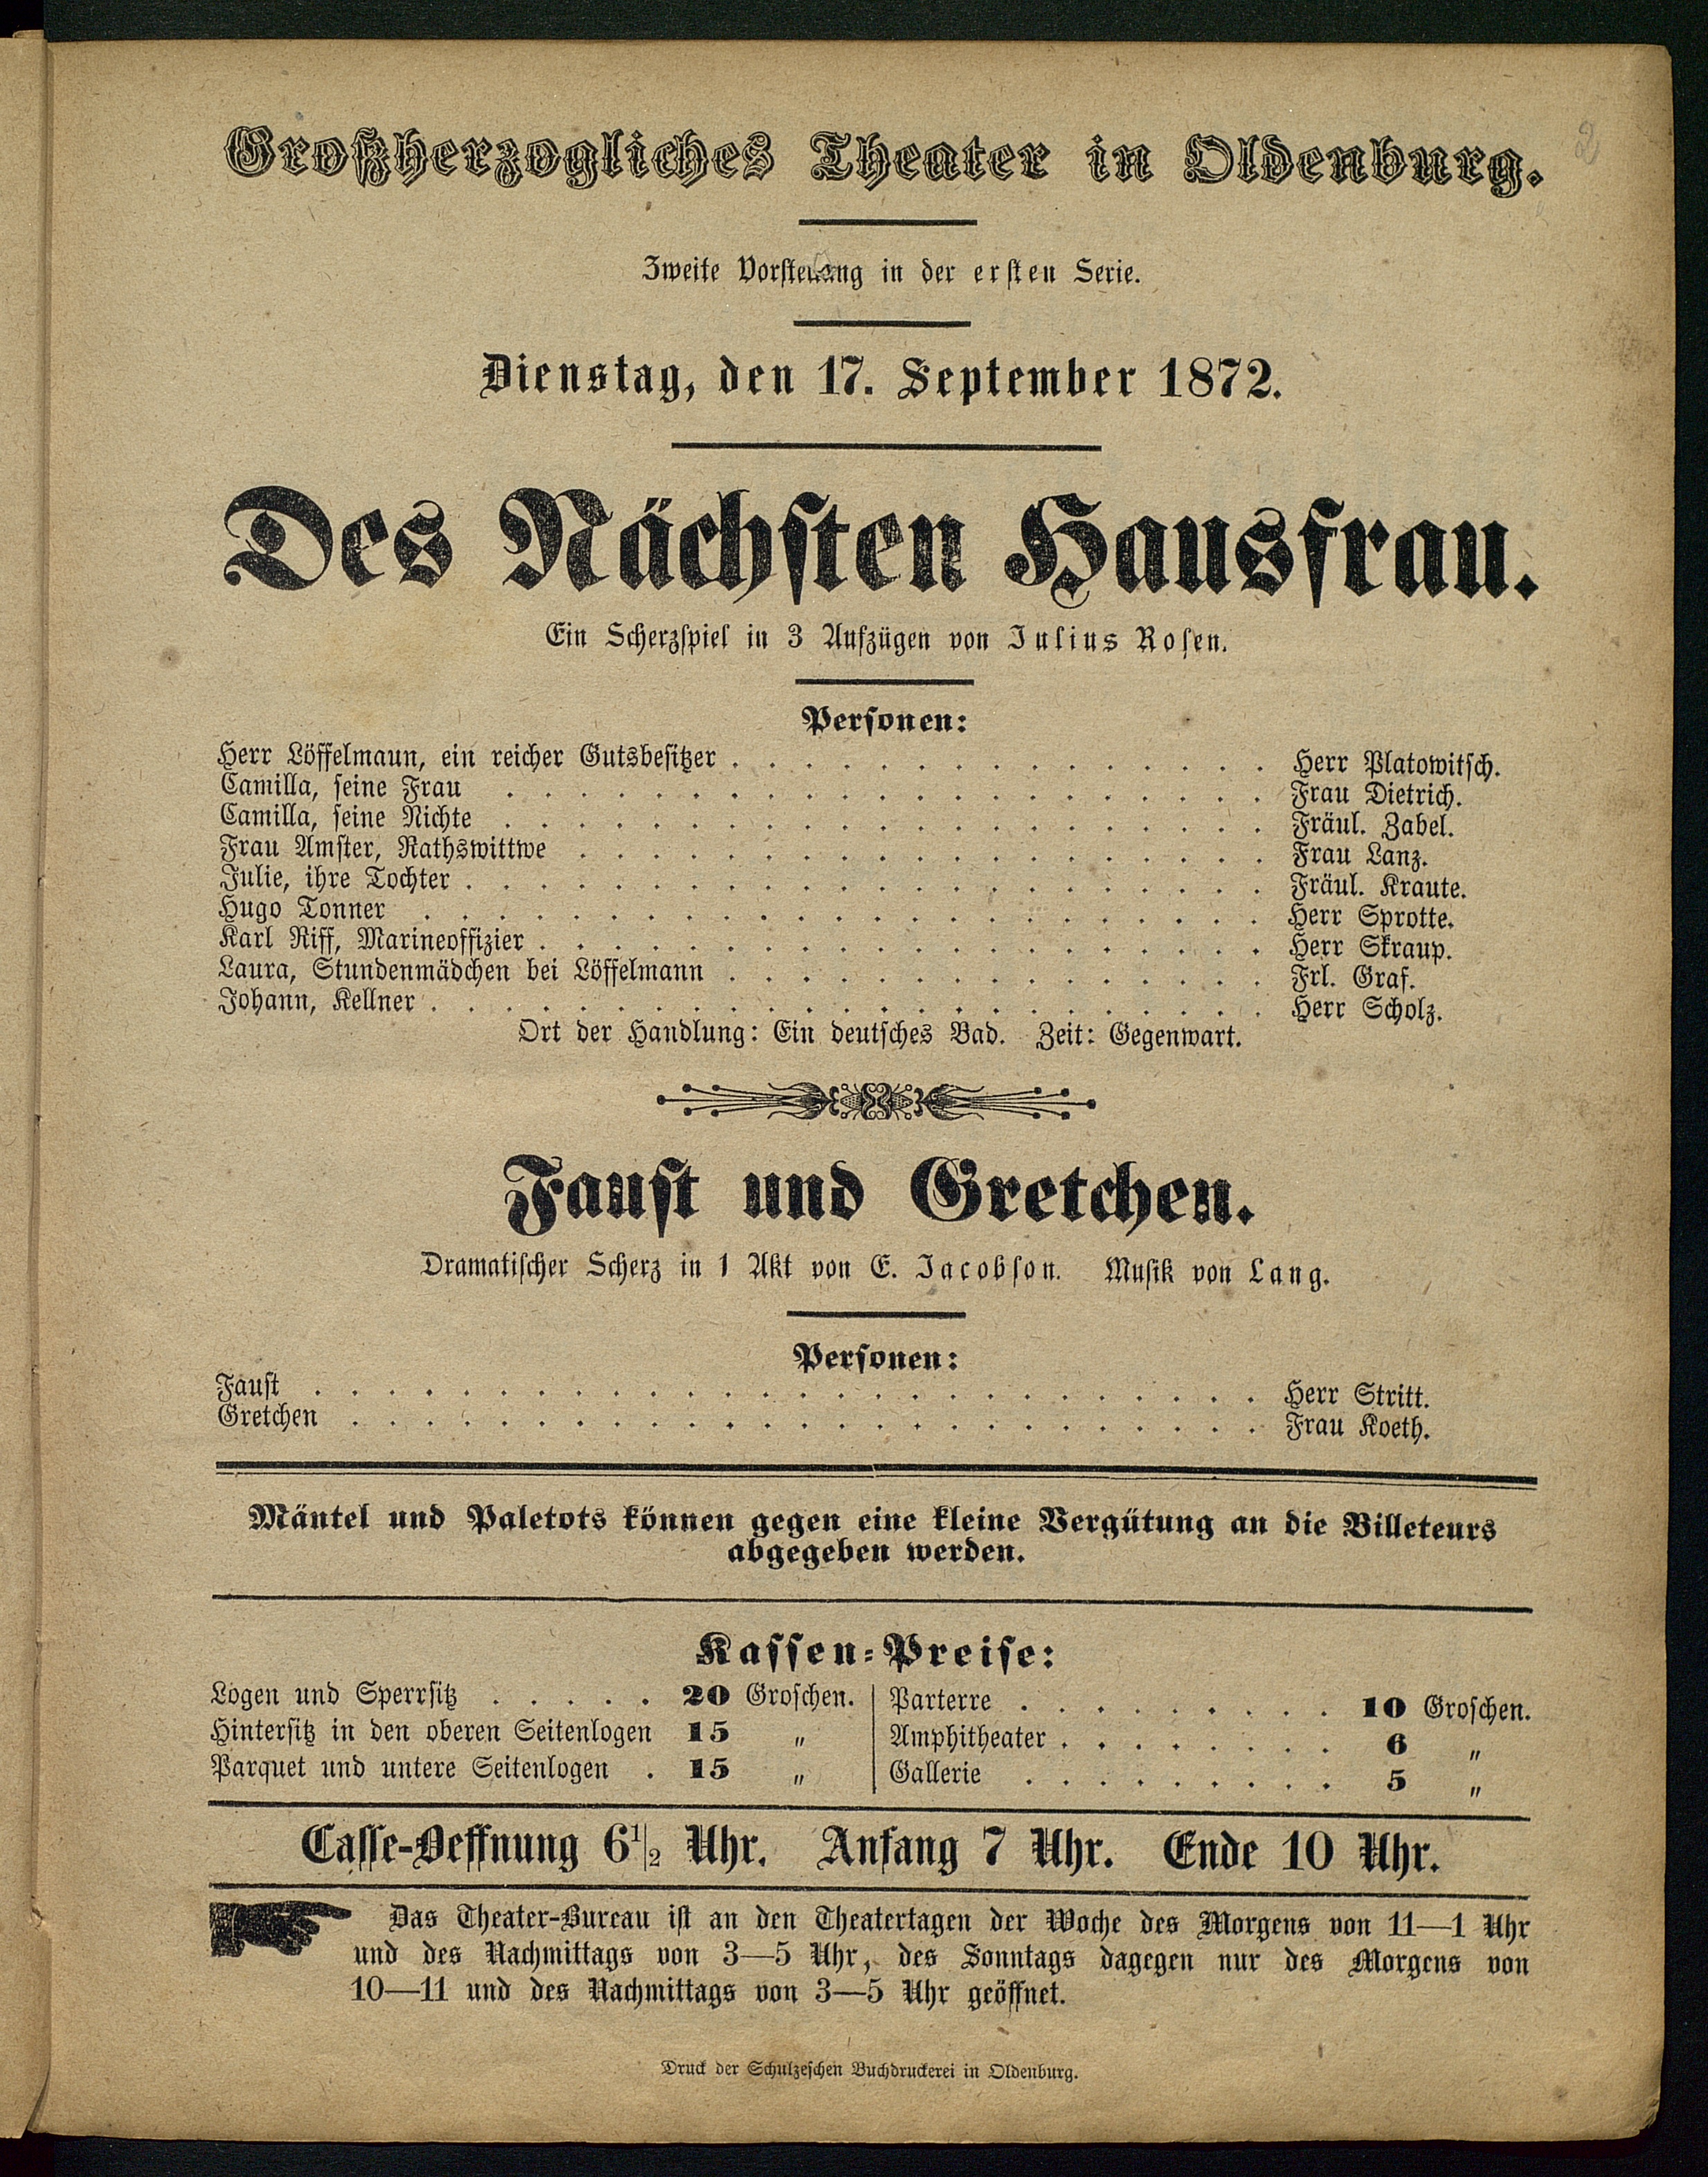 Großherzogliches Theater in Oldenburg.
2
Zweite Vorstellung in der ersten Serie.
Dienstag, den 17. September 1872.
Des Nächsten Hausfrau.
Ein Scherzspiel in 3 Aufzügen von Julius Rosen.
Personen:
Herr Löffelmaun, ein reicher Gutsbesitzer . . . . . . . . . . . . . . . Herr Platowitsch.
Camilla, seine Frau . . . . . . . . . . . . . . . . . . . . . Frau Dietrich.
Camilla, seine Nichte . . . . . . . . . . . . . . . . . . . . . Fräul. Zabel.
Frau Amster, Rathswittwe . . . . . . . . . . . . . . . . . . . Frau Lanz.
Julie, ihre Tochter . . . . . . . . . . . . . . . . . . . . . . Fräul. Kraute.
Hugo Tonner . . . . . . . . . . . . . . . . . . . . . . . Herr Sprotte.
Karl Riff, Marineoffizier . . . . . . . . . . . . . . . . . . . . Herr Skraup.
Laura, Stundenmädchen bei Löffelmann . . . . . . . . . . . . . . . Frl. Graf.
Johann, Kellner . . . . . . . . . . . . . . . . . . . . . . . Herr Scholz.
Ort der Handlung: Ein deutsches Bad. Zeit: Gegenwart.
Faust und Gretchen.
Dramatischer Scherz in 1 Akt von E. Jacobson. Musik von Lang.
Personen:
Faust . . . . . . . . . . . . . . . . . . . . . . . . . . Herr Stritt.
Gretchen . . . . . . . . . . . . . . . . . . . . . . . . . Frau Koeth.
Mäntel und Paletots können gegen eine kleine Vergütung an die Billeteurs
abgegeben werden.
Kassen-Preise:
Logen und Sperrsitz . . . . . 20 Groschen.
Hintersitz in den oberen Seitenlogen 15 "
Parquet und untere Seitenlogen . 15 "
Parterre . . . . . . . . . 10 Groschen.
Amphitheater . . . . . . . . 6 "
Gallerie . . . . . . . . . 5 "
Casse-Oeffnung 6 1/2 Uhr. Anfang 7 Uhr. Ende 10 Uhr.
Das Theater-Bureau ist an den Theatertagen der Woche des Morgens von 11—1 Uhr
und des Nachmittags von 3—5 Uhr, des Sonntags dagegen nur des Morgens von
10—11 und des Nachmittags von 3—5 Uhr geöffnet.
Druck der Schulzeschen Buchdruckerei in Oldenburg.